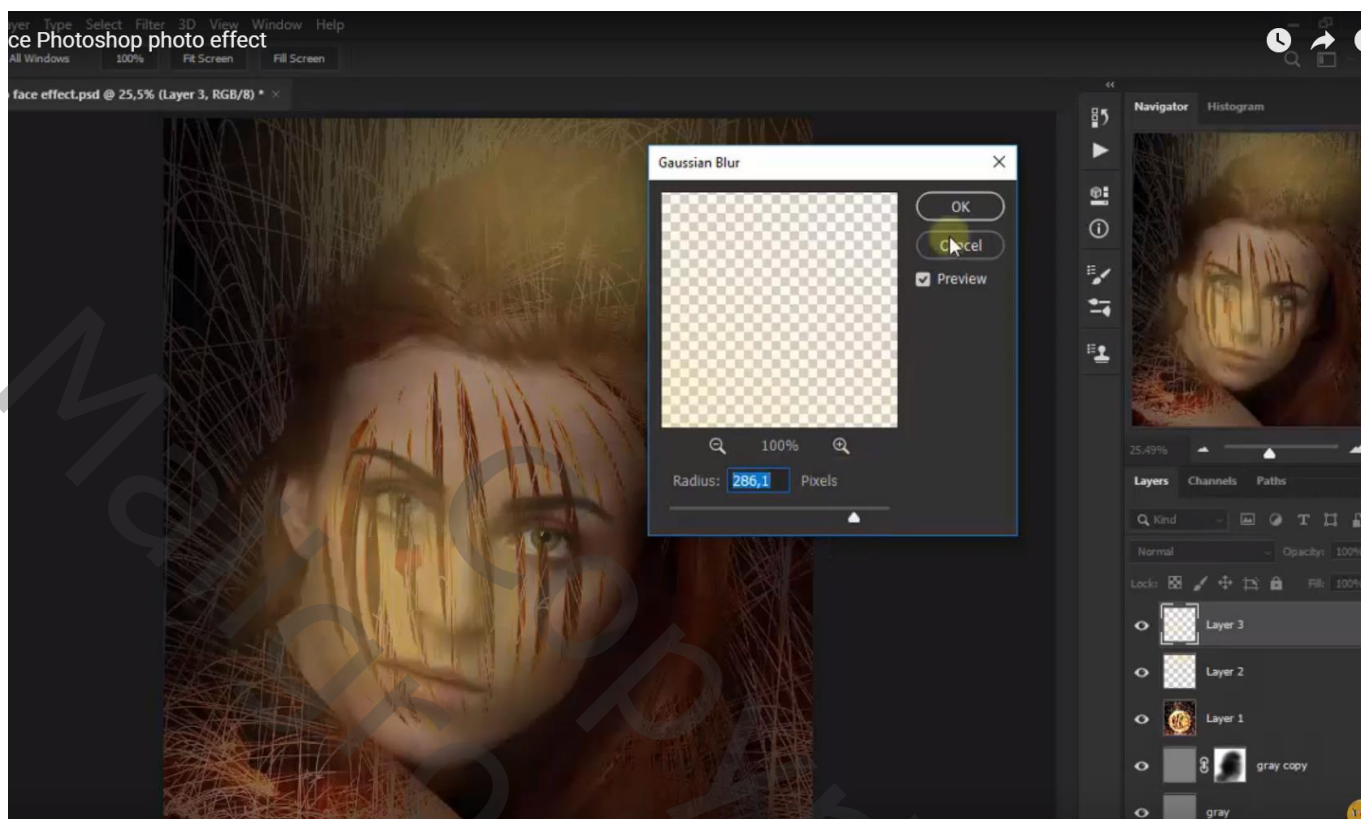 Type Select Filter 3D View Window Help
ce Photoshop photo effect
All Windows 100% Fit Screen Fill Screen
face effect.psd @ 25,5% (Layer 3, RGB/8) *
Navigator Histogram
Gaussian Blur
OK
Cancel
Preview
100%
Radius: 286,1 Pixels
25.49%
Layers Channels Paths
Kind
Normal Opacity: 100%
Lock: Fill: 100%
Layer 3
Layer 2
Layer 1
gray copy
gray